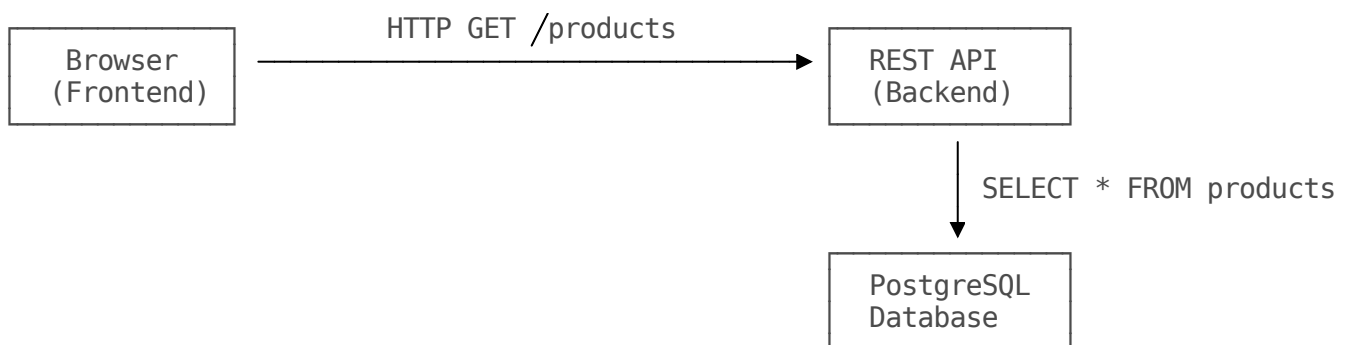 HTTP GET /products
Browser
(Frontend)
REST API
(Backend)
SELECT * FROM products
PostgreSQL
Database